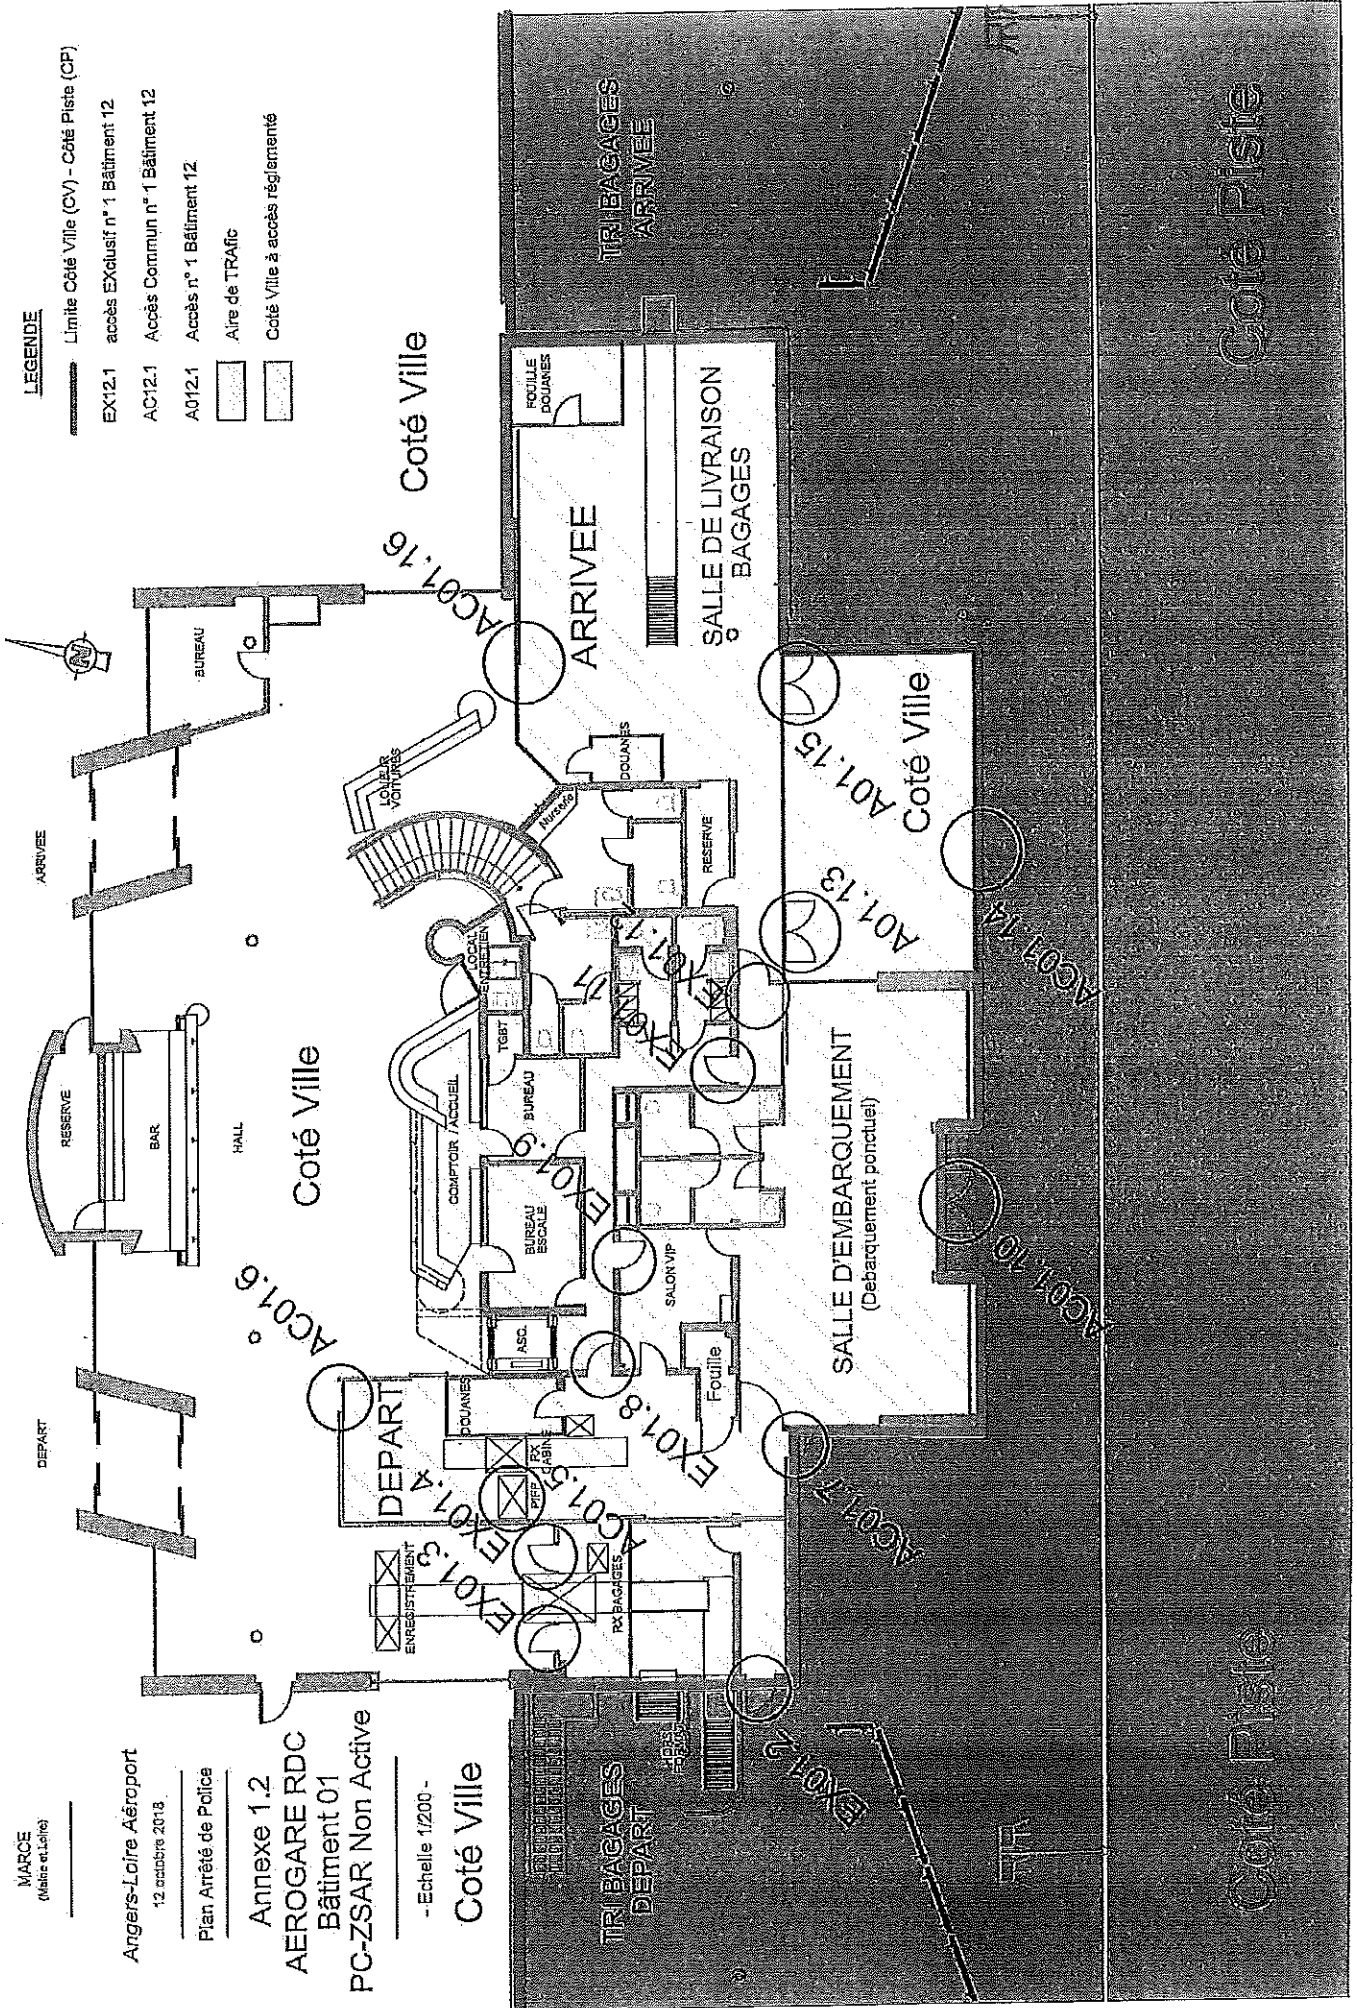 MARCE
(Maine et Loire)
Angers-Loire Aéroport
12 octobre 2018
Plan Arrêté de Police
Annexe 1.2
AEROGARE RDC
Bâtiment 01
PC-ZSAR Non Active
- Echelle 1/200 -
Coté Ville
LEGENDE
Limite Côté Ville (CV) - Côté Piste (CP)
EX12.1 accès EXclusif n° 1 Bâtiment 12
AC12.1 Accès Commun n° 1 Bâtiment 12
A012.1 Accès n° 1 Bâtiment 12
Aire de TRAfic
Coté Ville à accès réglementé
DEPART
ARRIVEE
RESERVE
BAR
HALL
BUREAU
Coté Ville
Coté Ville
LOUEUR
VOITURES
AC01.6
AC01.16
COMPTOIR / ACCUEIL
LOCAL
ENTRETIEN
TGBT
BUREAU
BUREAU
ESCALE
ASC.
Nurserie
DEPART
DOUANES
ENREGISTREMENT
RX
CABINE
PIFP
RX BAGAGES
EX01.3
EX01.4
AC01.5
EX01.8
EX01.9
SALON VIP
Fouille
ARRIVEE
FOUILLE
DOUANES
DOUANES
RESERVE
SALLE DE LIVRAISON
BAGAGES
SALLE D'EMBARQUEMENT
(Debarquement ponctuel)
A01.13
A01.15
Coté Ville
EX01.2
AC01.7
AC01.10
AC01.14
TRI BAGAGES
DEPART
TRI BAGAGES
ARRIVEE
Coté Piste
Coté Piste
N